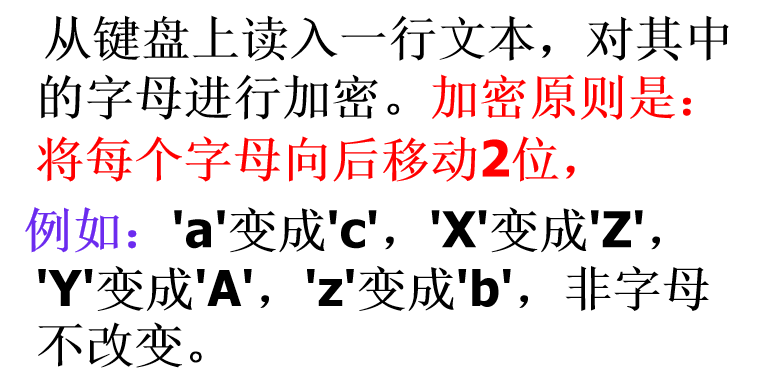 从键盘上读入一行文本，对其中
的字母进行加密。加密原则是：
将每个字母向后移动2位，
例如：'a'变成'c'，'X'变成'Z'，
'Y'变成'A'，'z'变成'b'，非字母
不改变。